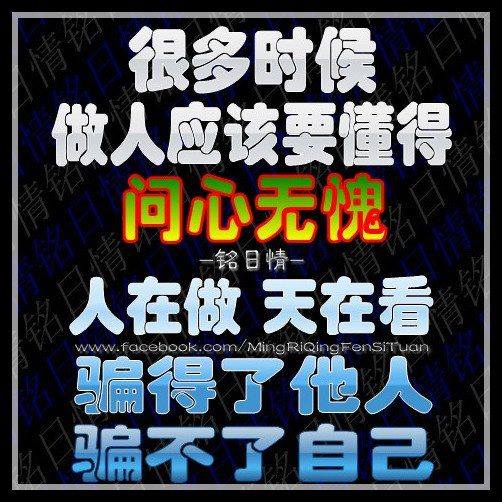 很多时候
做人应该要懂得
问心无愧
-铭日情-
人在做 天在看
www.facebook.com/MingRiQingFenSiTuan
骗得了他人
骗不了自己